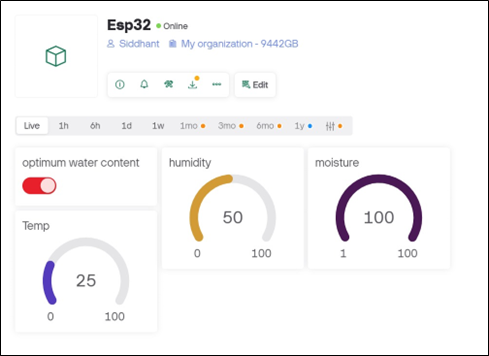 Esp32 Online
Siddhant My organization - 9442GB
Edit
Live 1h 6h 1d 1w 1mo 3mo 6mo 1y
optimum water content
humidity
50
0 100
moisture
100
1 100
Temp
25
0 100